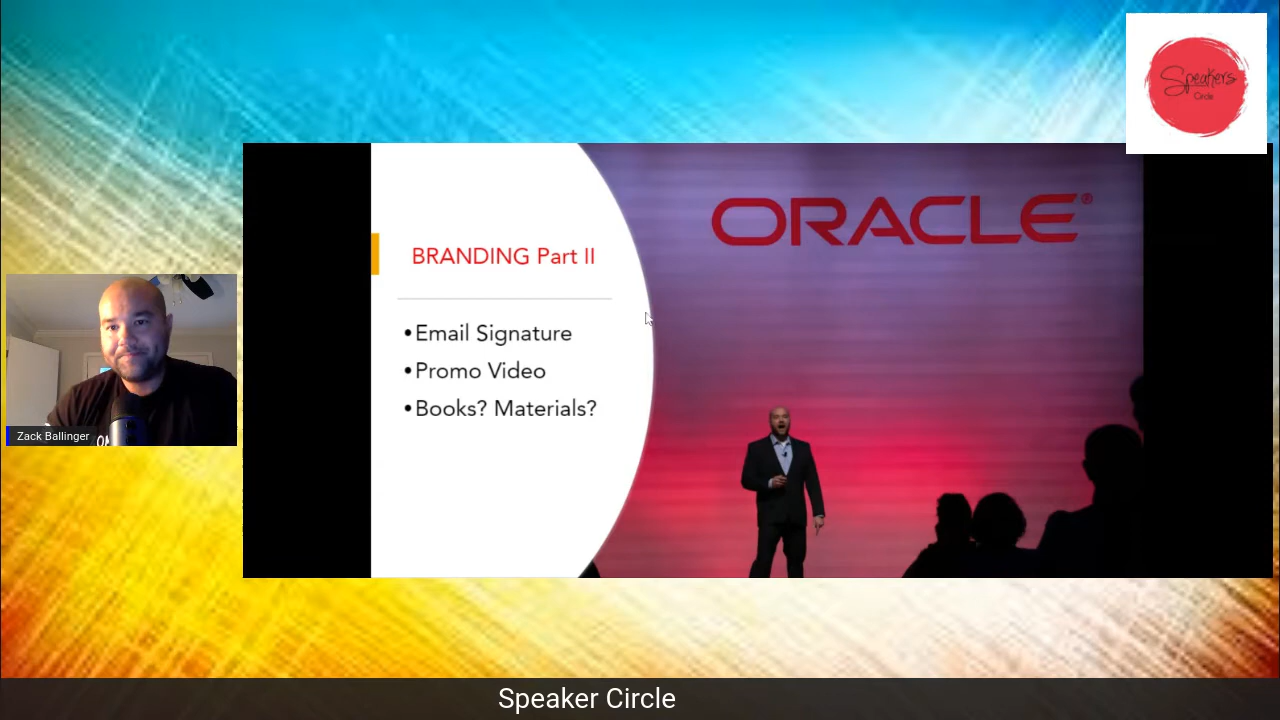 Speakers
Circle
ORACLE®
BRANDING Part II
•Email Signature
•Promo Video
•Books? Materials?
Zack Ballinger
Speaker Circle